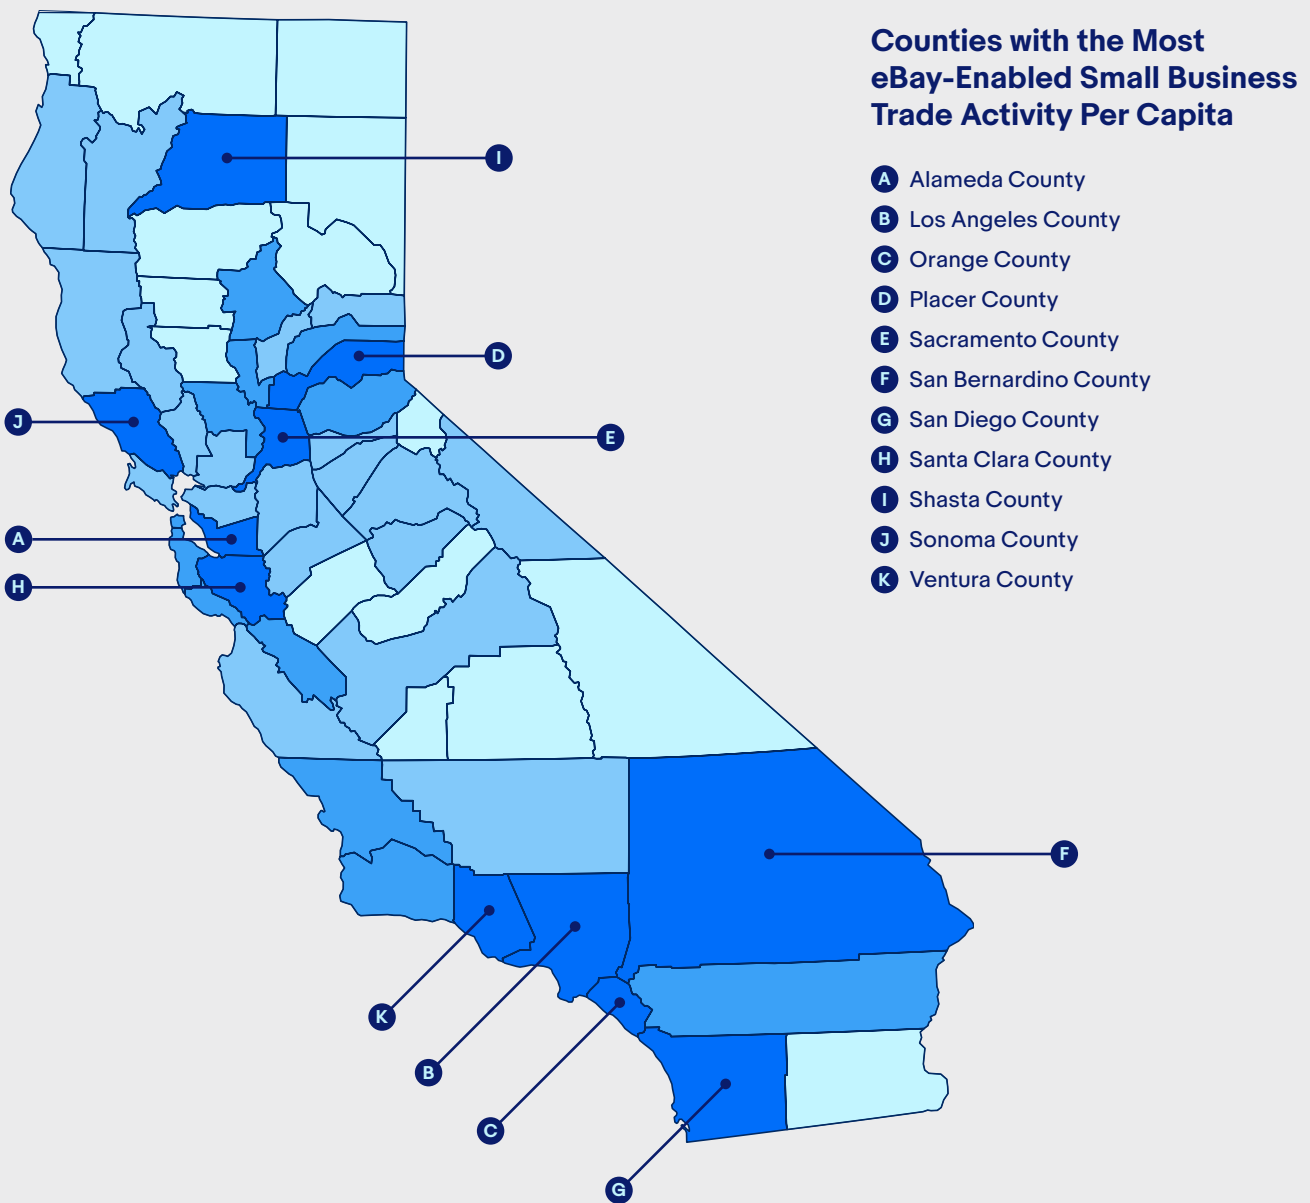 Counties with the Most
eBay-Enabled Small Business
Trade Activity Per Capita
A Alameda County
B Los Angeles County
C Orange County
D Placer County
E Sacramento County
F San Bernardino County
G San Diego County
H Santa Clara County
I Shasta County
J Sonoma County
K Ventura County
I
D
J
E
A
H
F
K
B
C
G